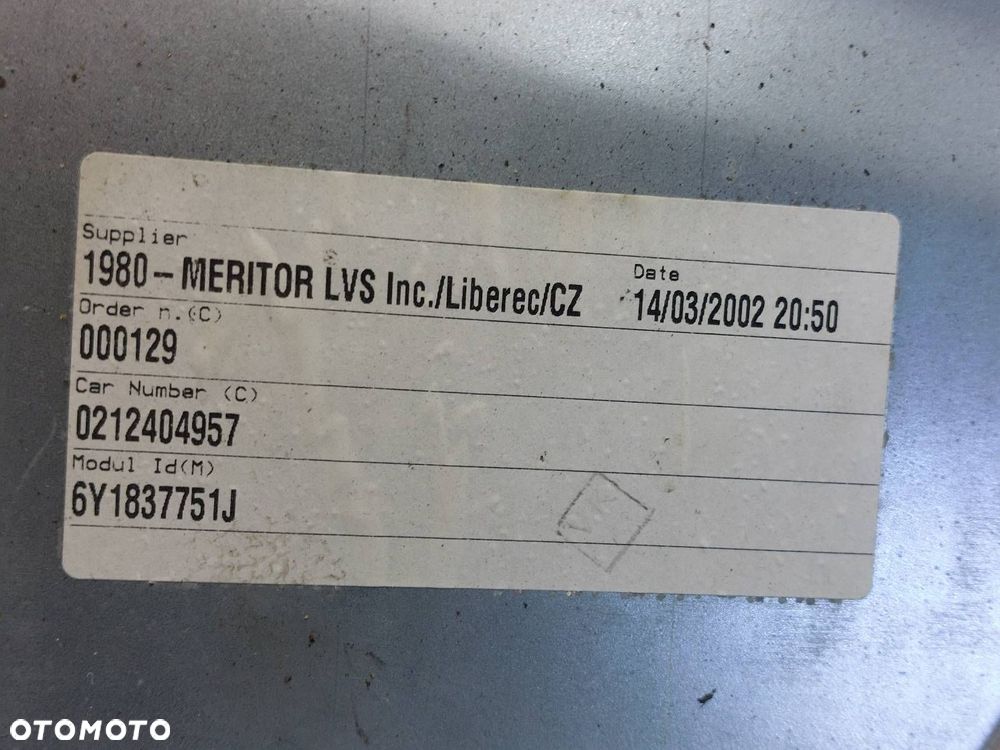 Supplier
1980 - MERITOR LVS Inc./Liberec/CZ
Date
14/03/2002 20:50
Order n.(C)
000129
Car Number (C)
0212404957
Modul Id(M)
6Y1837751J
OTOMOTO